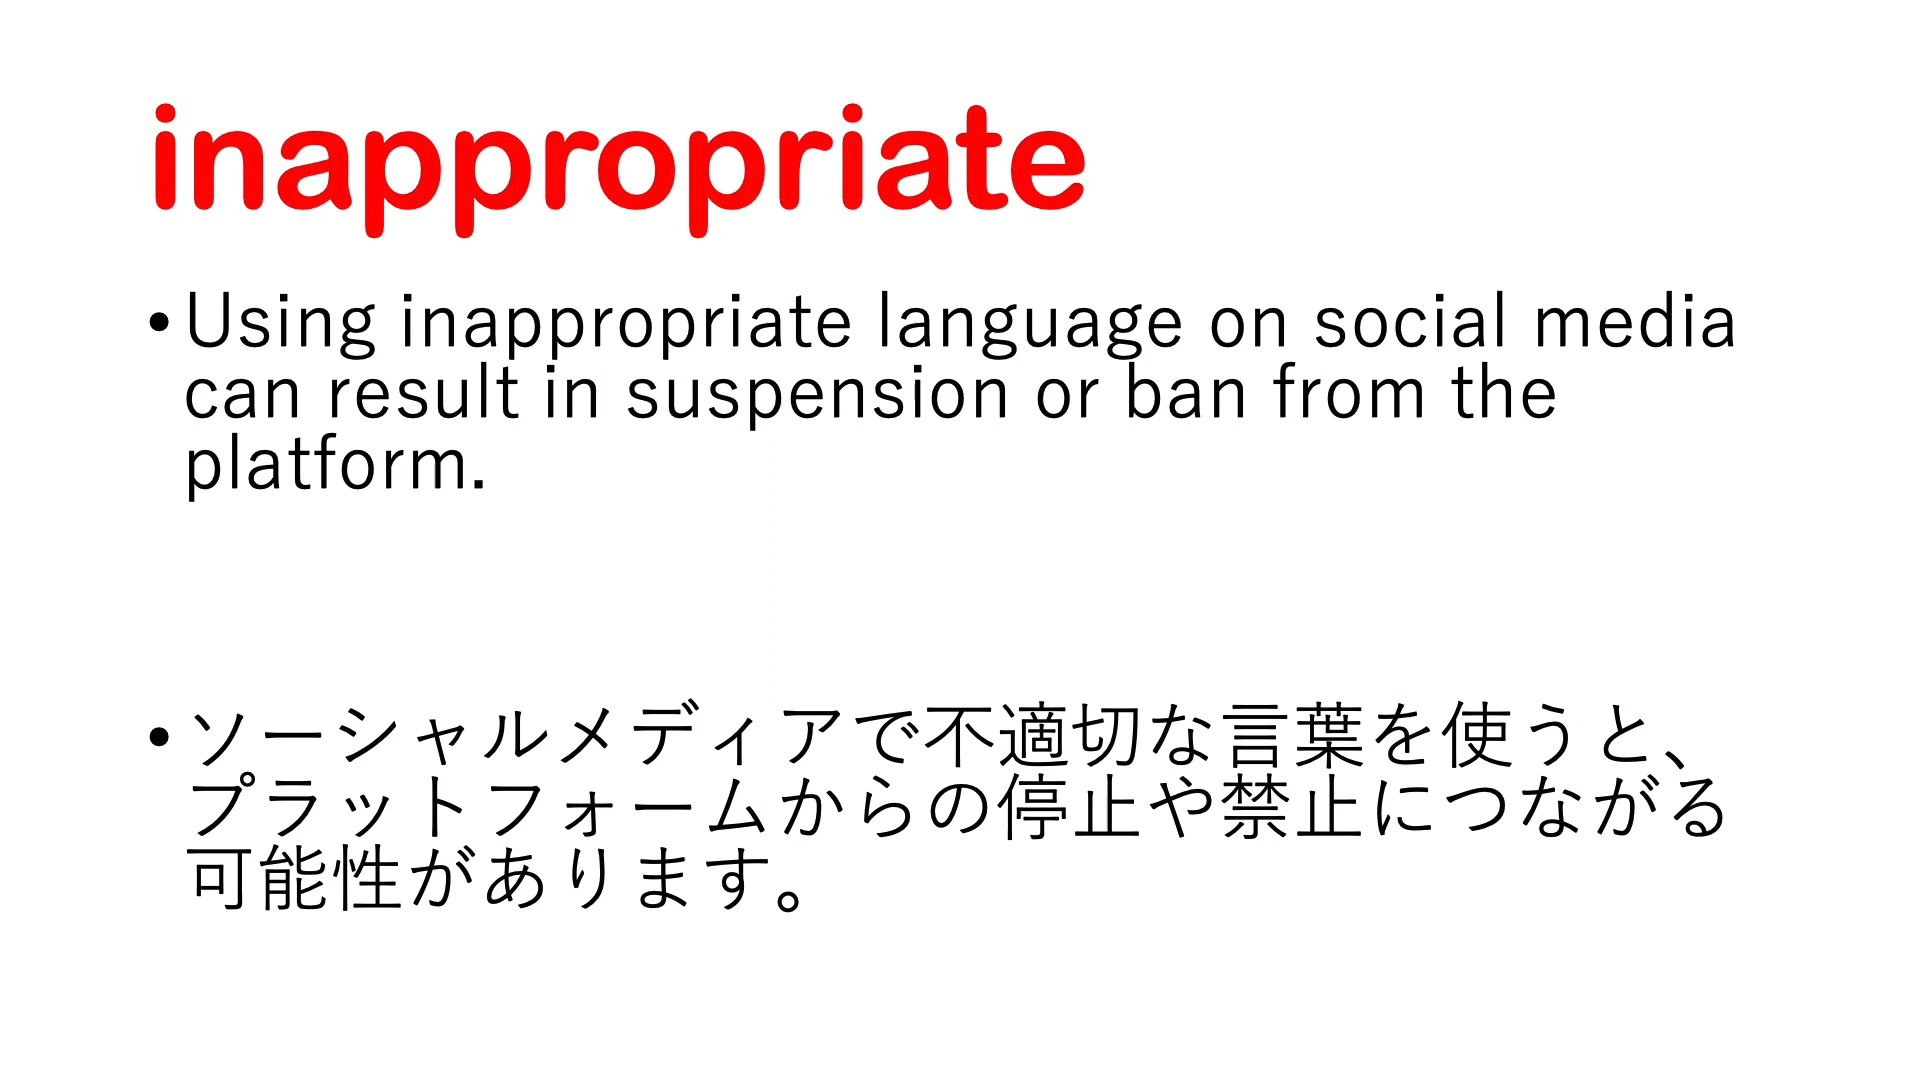 inappropriate
•Using inappropriate language on social media
can result in suspension or ban from the
platform.
•ソーシャルメディアで不適切な言葉を使うと、
プラットフォームからの停止や禁止につながる
可能性があります。